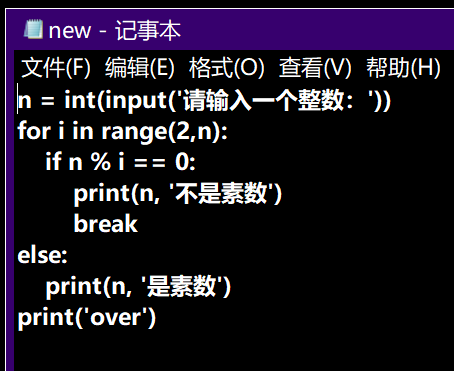 new - 记事本
文件(F) 编辑(E) 格式(O) 查看(V) 帮助(H)
n = int(input('请输入一个整数：'))
for i in range(2,n):
    if n % i == 0:
        print(n, '不是素数')
        break
else:
    print(n, '是素数')
print('over')